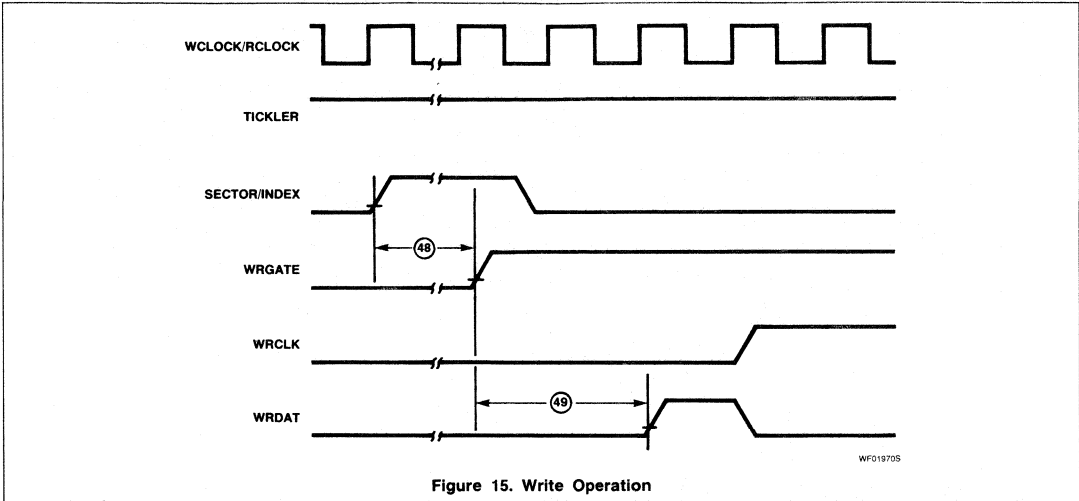 WCLOCK/RCLOCK
TICKLER
SECTOR/INDEX
48
WRGATE
WRCLK
49
WRDAT
WF01970S
Figure 15. Write Operation